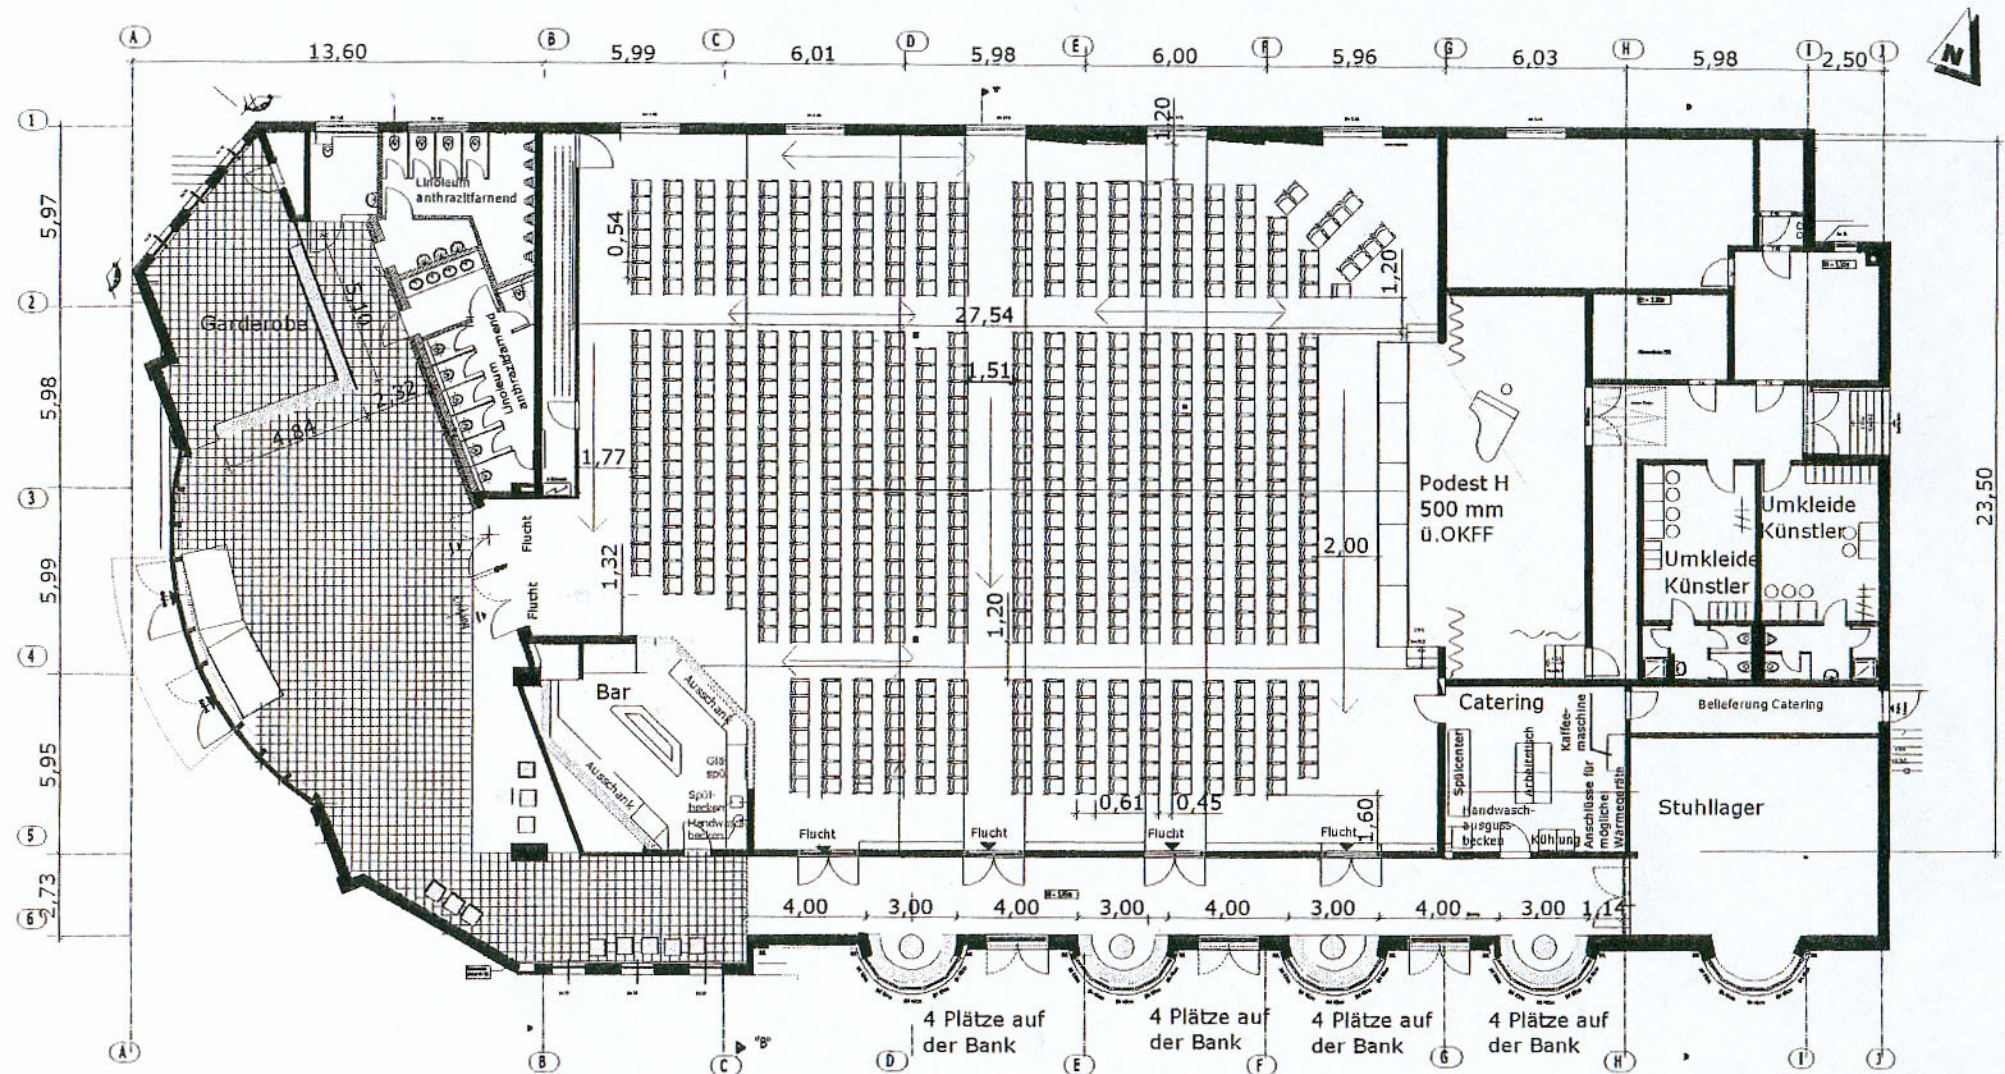 A B C D E F G H I J
13,60 5,99 6,01 5,98 6,00 5,96 6,03 5,98 2,50
N
1
2
3
4
5
6
5,97
5,98
5,99
5,95
2,73
23,50
Linoleum
anthrazitfarnend
Linoleum
anthrazitfarnend
Garderobe
5,19
2,32
4,84
0,54
1,20
1,20
27,54
1,51
1,77
1,32
1,20
2,00
Flucht
Flucht
Podest H
500 mm
ü.OKFF
Umkleide
Künstler
Umkleide
Künstler
Bar
Ausschank
Ausschank
Spül-
becken
Handwasch
becken
Catering
Spülcenter
Arbeitstisch
Kaffee-
maschine
Anschlüsse für
mögliche
Wärmegeräte
Handwasch-
ausguss-
becken
Kühlung
Belieferung Catering
Stuhllager
0,61 0,45
1,60
Flucht Flucht Flucht Flucht
4,00 3,00 4,00 3,00 4,00 3,00 4,00 3,00 1,14
4 Plätze auf
der Bank
4 Plätze auf
der Bank
4 Plätze auf
der Bank
4 Plätze auf
der Bank
"B"
A B C D E F G H I J